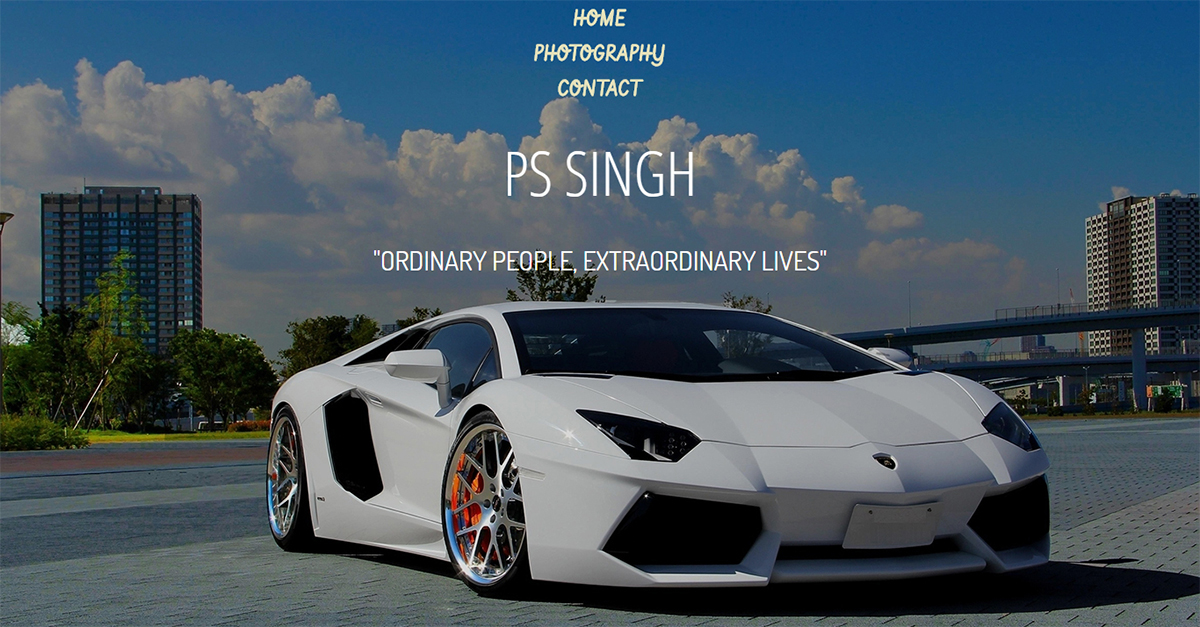 HOME
PHOTOGRAPHY
CONTACT
PS SINGH
"ORDINARY PEOPLE, EXTRAORDINARY LIVES"